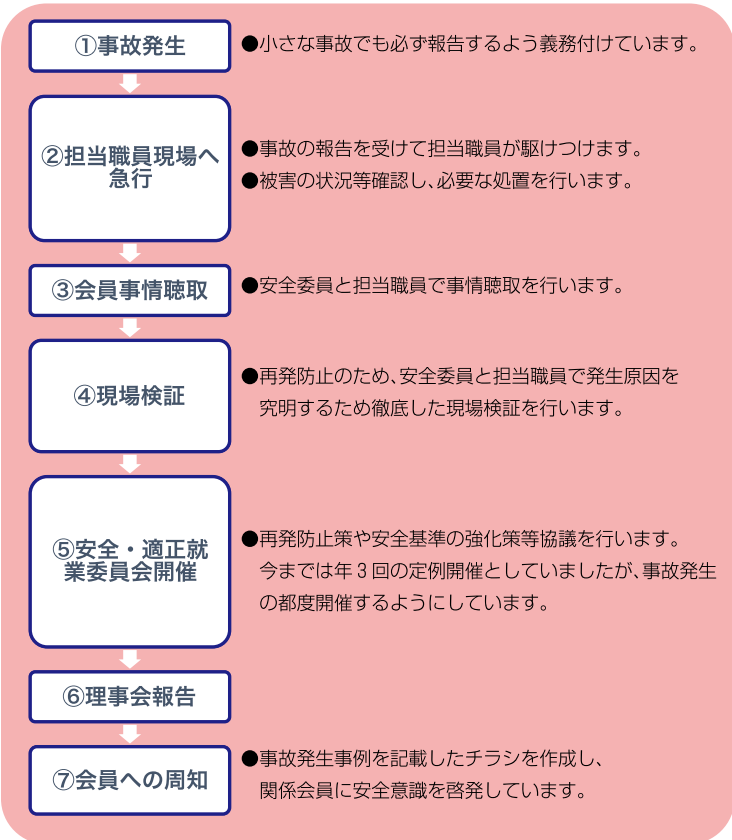 ①事故発生
●小さな事故でも必ず報告するよう義務付けています。
②担当職員現場へ
急行
●事故の報告を受けて担当職員が駆けつけます。
●被害の状況等確認し、必要な処置を行います。
③会員事情聴取
●安全委員と担当職員で事情聴取を行います。
④現場検証
●再発防止のため、安全委員と担当職員で発生原因を
究明するため徹底した現場検証を行います。
⑤安全・適正就
業委員会開催
●再発防止策や安全基準の強化策等協議を行います。
今までは年3回の定例開催としていましたが、事故発生
の都度開催するようにしています。
⑥理事会報告
⑦会員への周知
●事故発生事例を記載したチラシを作成し、
関係会員に安全意識を啓発しています。